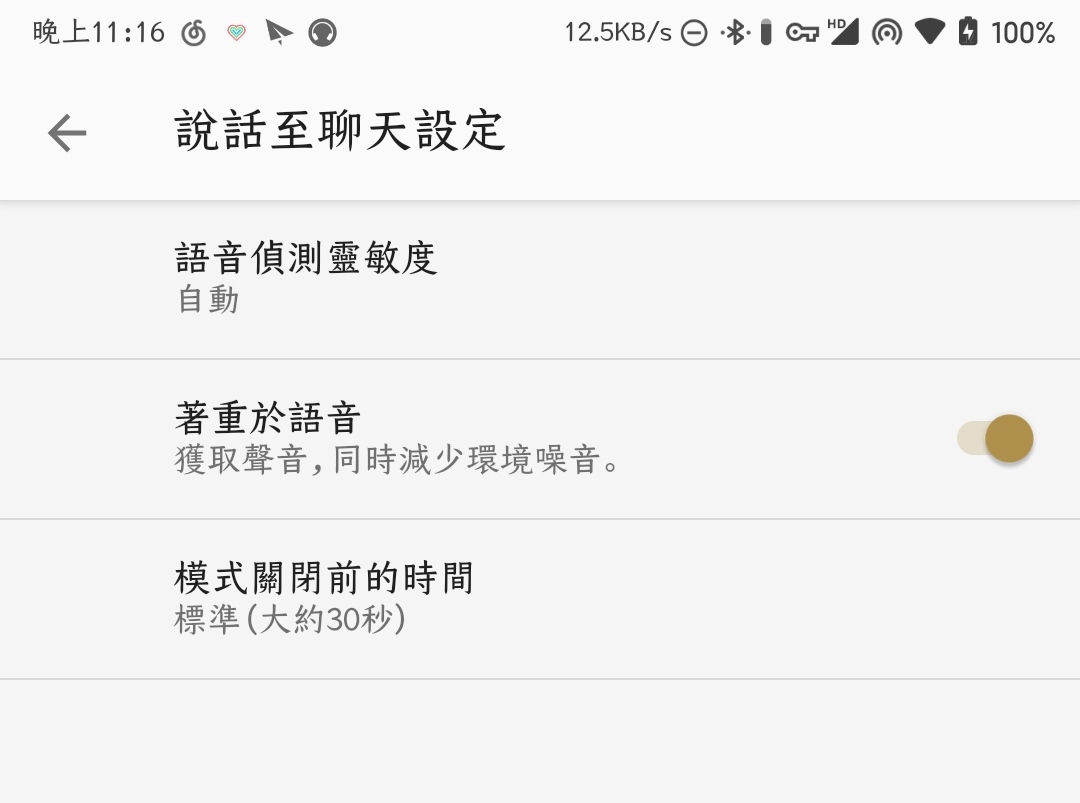 晚上11:16
12.5KB/s
HD
100%
說話至聊天設定
語音偵測靈敏度
自動
著重於語音
獲取聲音,同時減少環境噪音。
模式關閉前的時間
標準(大約30秒)